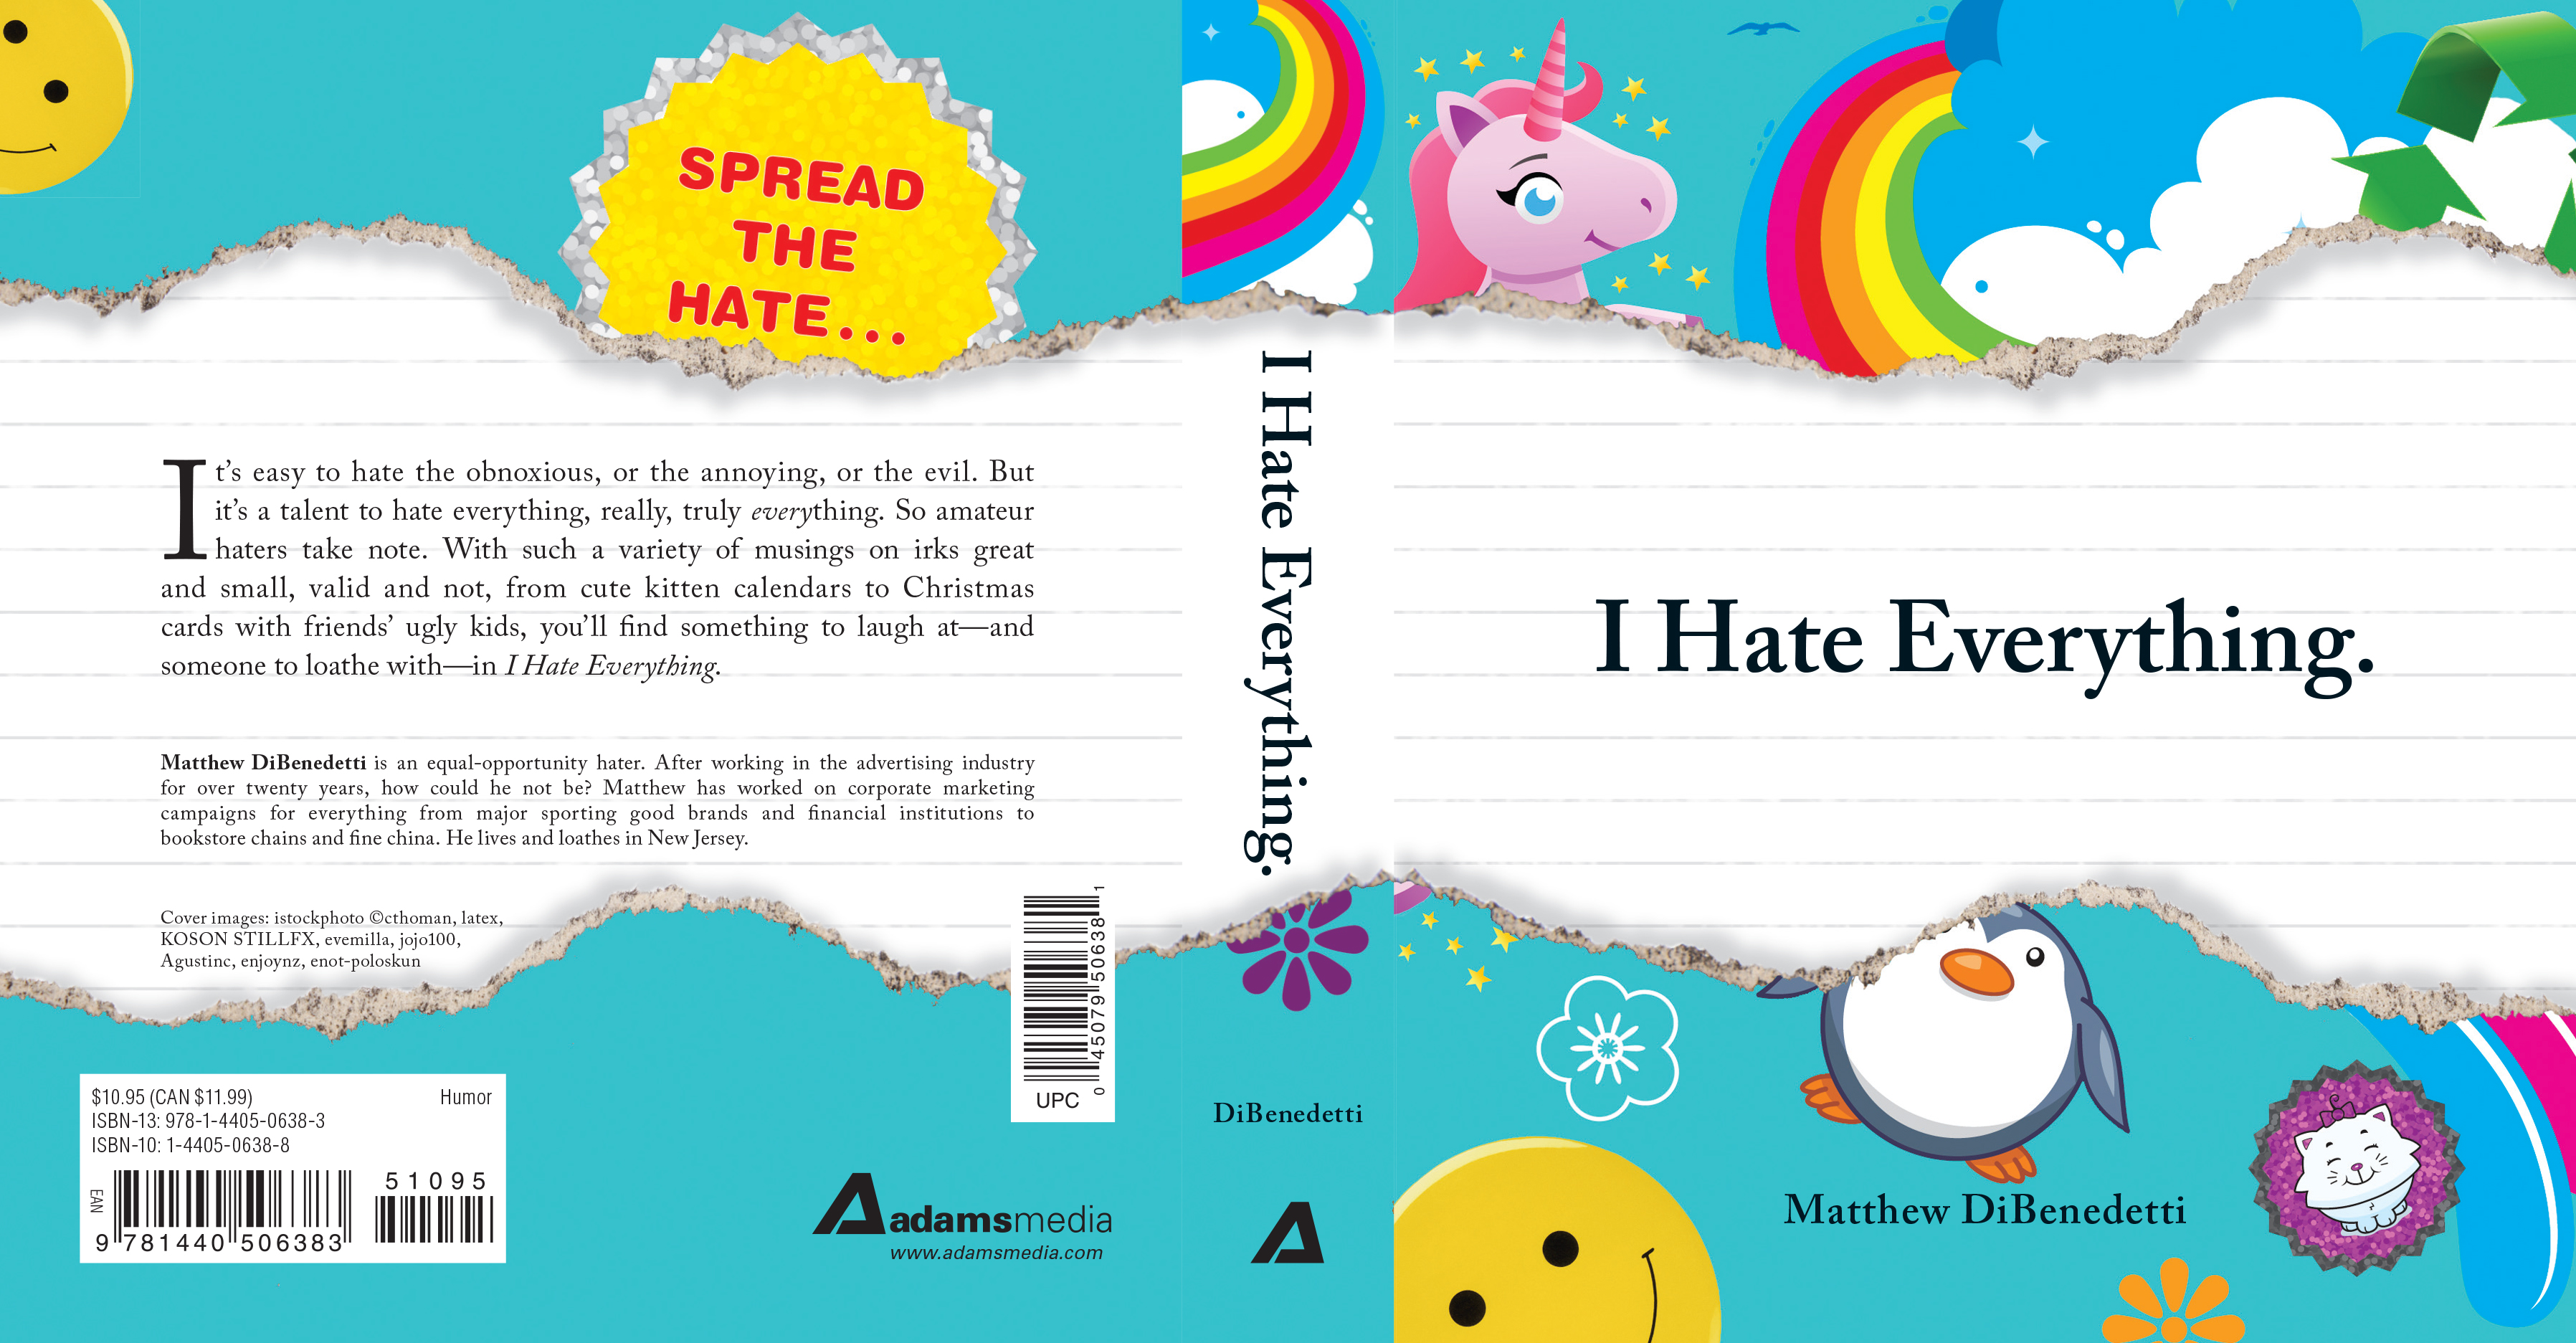 SPREAD
THE
HATE...
It's easy to hate the obnoxious, or the annoying, or the evil. But
it's a talent to hate everything, really, truly everything. So amateur
haters take note. With such a variety of musings on irks great
and small, valid and not, from cute kitten calendars to Christmas
cards with friends' ugly kids, you'll find something to laugh at—and
someone to loathe with—in I Hate Everything.
Matthew DiBenedetti is an equal-opportunity hater. After working in the advertising industry
for over twenty years, how could he not be? Matthew has worked on corporate marketing
campaigns for everything from major sporting good brands and financial institutions to
bookstore chains and fine china. He lives and loathes in New Jersey.
Cover images: istockphoto ©cthoman, latex,
KOSON STILLFX, evemilla, jojo100,
Agustinc, enjoynz, enot-poloskun
$10.95 (CAN $11.99) Humor
ISBN-13: 978-1-4405-0638-3
ISBN-10: 1-4405-0638-8
EAN
51095
9 781440 506383
0 45079 50638 1
UPC
adamsmedia
www.adamsmedia.com
I Hate Everything.
DiBenedetti
I Hate Everything.
Matthew DiBenedetti